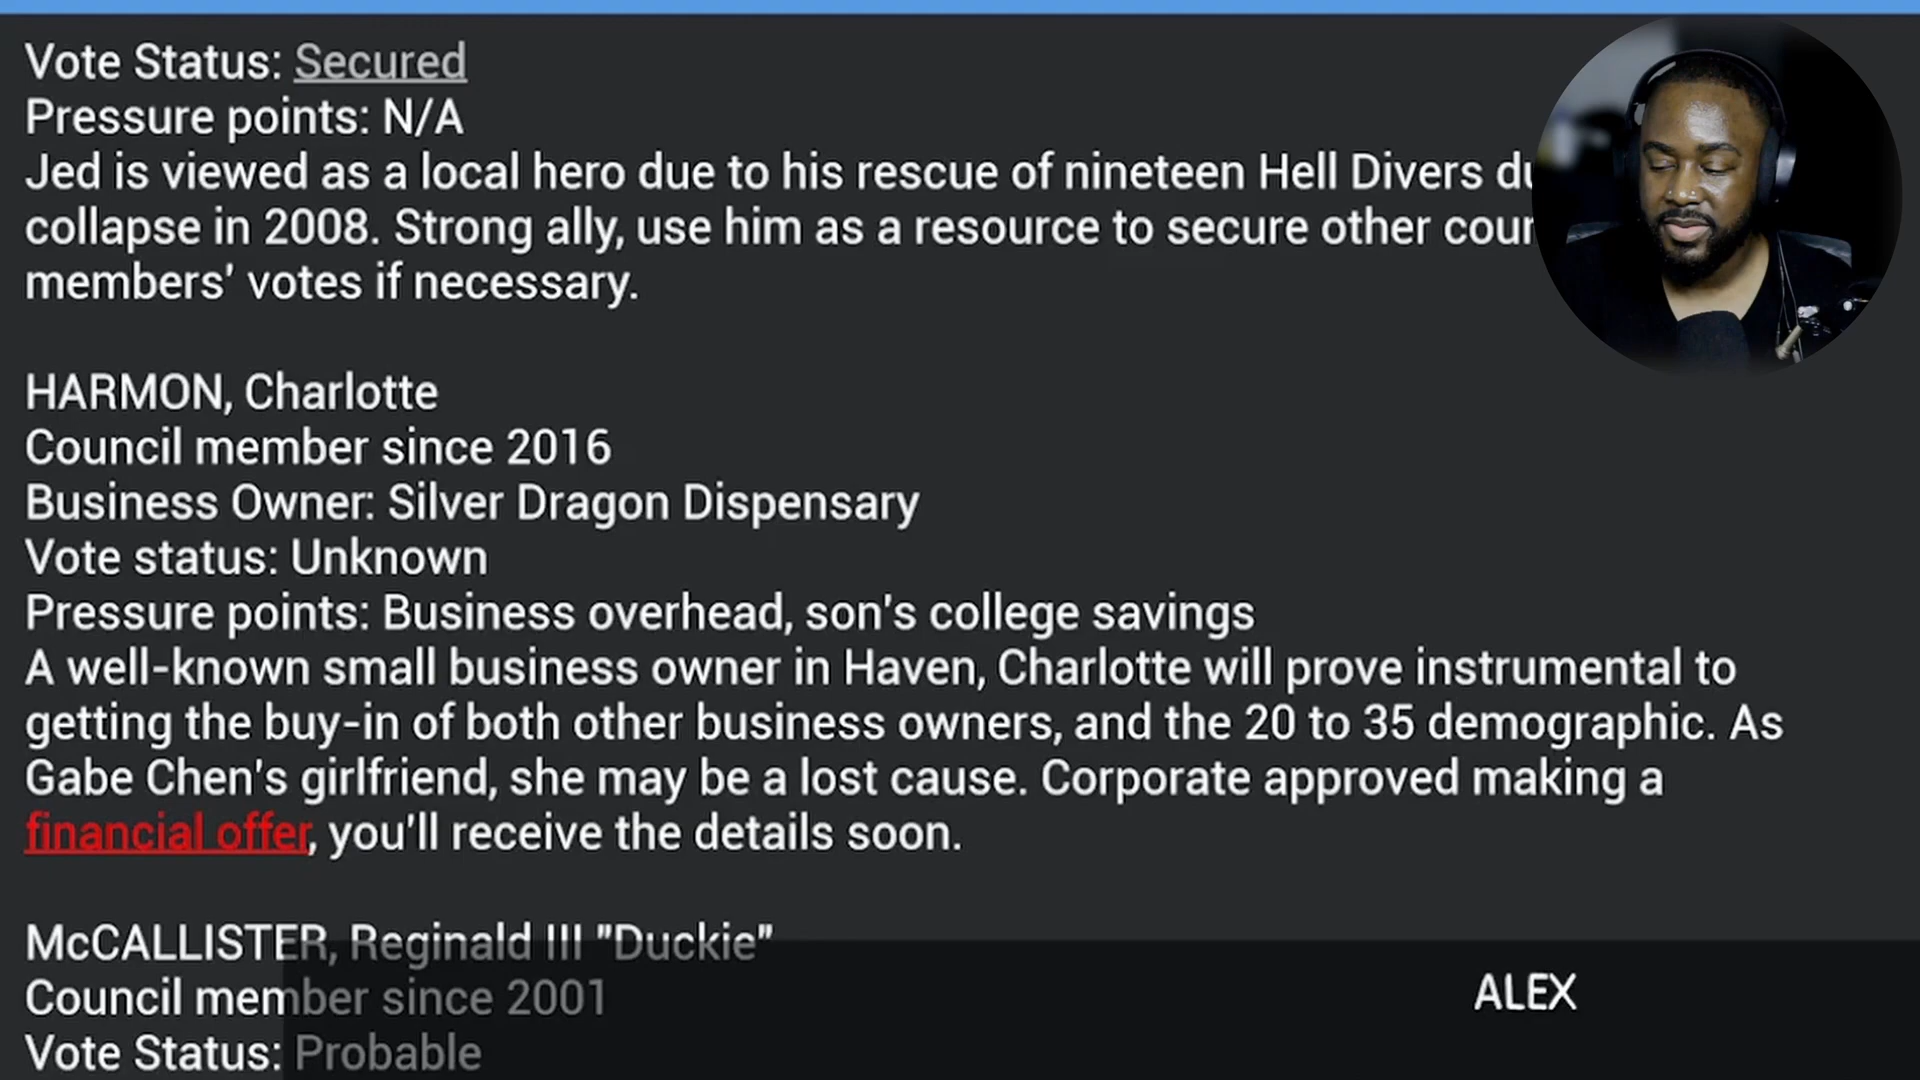 Vote Status: Secured
Pressure points: N/A
Jed is viewed as a local hero due to his rescue of nineteen Hell Divers
collapse in 2008. Strong ally, use him as a resource to secure other
members' votes if necessary.
HARMON, Charlotte
Council member since 2016
Business Owner: Silver Dragon Dispensary
Vote status: Unknown
Pressure points: Business overhead, son's college savings
A well-known small business owner in Haven, Charlotte will prove instrumental to
getting the buy-in of both other business owners, and the 20 to 35 demographic. As
Gabe Chen's girlfriend, she may be a lost cause. Corporate approved making a
financial offer, you'll receive the details soon.
McCALLISTER, Reginald III "Duckie"
Council member since 2001
ALEX
Vote Status: Probable